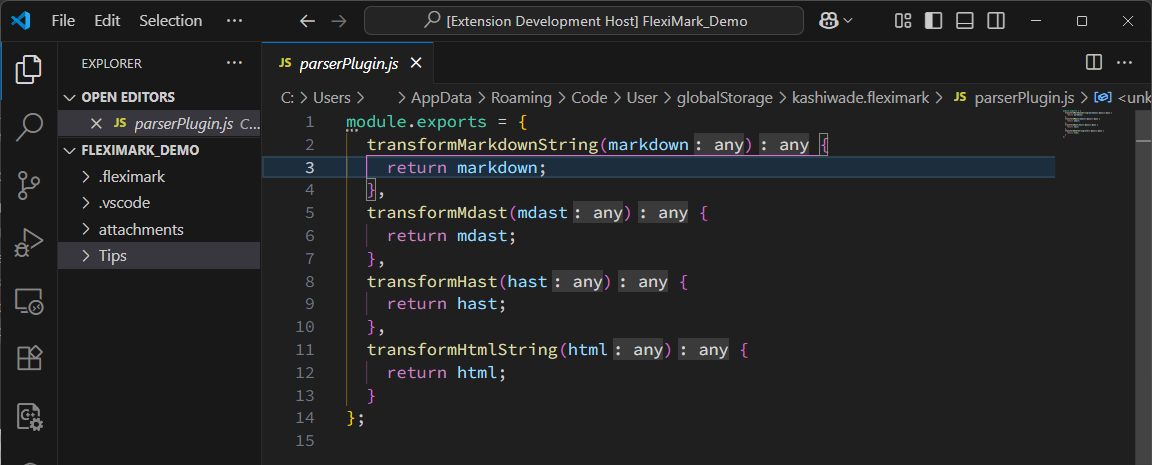 File Edit Selection ··· [Extension Development Host] FlexiMark_Demo
EXPLORER ···
OPEN EDITORS
JS parserPlugin.js C...
FLEXIMARK_DEMO
.fleximark
.vscode
attachments
Tips
JS parserPlugin.js
C: > Users > > AppData > Roaming > Code > User > globalStorage > kashiwade.fleximark > JS parserPlugin.js > <unk
1 module.exports = {
2 transformMarkdownString(markdown: any): any {
3 return markdown;
4 },
5 transformMdast(mdast: any): any {
6 return mdast;
7 },
8 transformHast(hast: any): any {
9 return hast;
10 },
11 transformHtmlString(html: any): any {
12 return html;
13 }
14 };
15